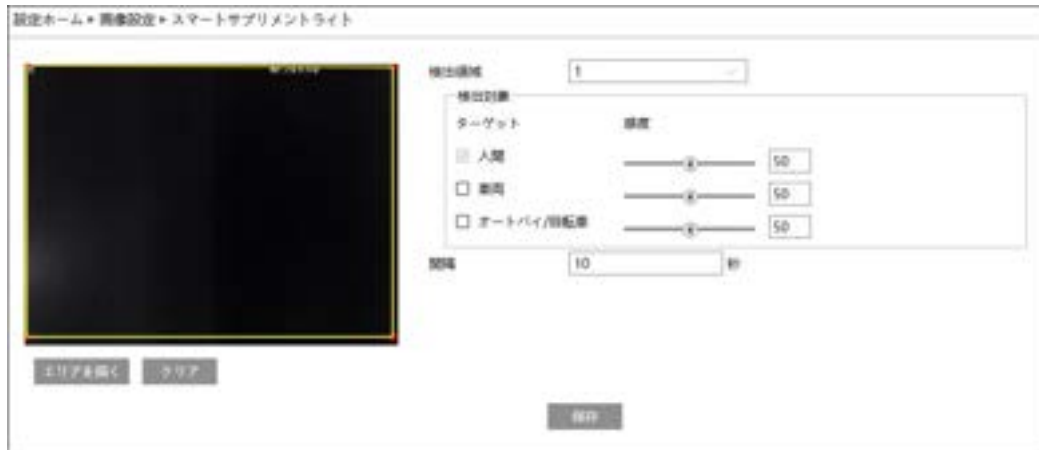 設定ホーム▶画像設定▶スマートサプリメントライト
検出領域 1
検出対象
ターゲット 感度
人間 50
車両 50
オートバイ/自転車 50
間隔 10 秒
エリアを描く クリア
保存